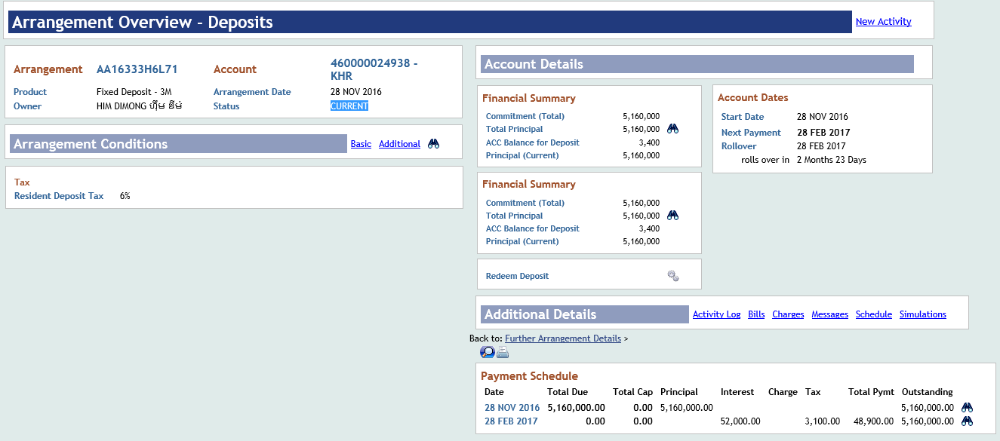 Arrangement Overview - Deposits
New Activity
Arrangement AA16333H6L71 Account 460000024938 - KHR
Product Fixed Deposit - 3M Arrangement Date 28 NOV 2016
Owner HIM DIMONG ហ៊ីម ឌីម៉ Status CURRENT
Arrangement Conditions Basic Additional
Tax
Resident Deposit Tax 6%
Account Details
Financial Summary
Commitment (Total) 5,160,000
Total Principal 5,160,000
ACC Balance for Deposit 3,400
Principal (Current) 5,160,000
Account Dates
Start Date 28 NOV 2016
Next Payment 28 FEB 2017
Rollover 28 FEB 2017
rolls over in 2 Months 23 Days
Financial Summary
Commitment (Total) 5,160,000
Total Principal 5,160,000
ACC Balance for Deposit 3,400
Principal (Current) 5,160,000
Redeem Deposit
Additional Details Activity Log Bills Charges Messages Schedule Simulations
Back to: Further Arrangement Details >
Payment Schedule
Date Total Due Total Cap Principal Interest Charge Tax Total Pymt Outstanding
28 NOV 2016 5,160,000.00 0.00 5,160,000.00 5,160,000.00
28 FEB 2017 0.00 0.00 52,000.00 3,100.00 48,900.00 5,160,000.00